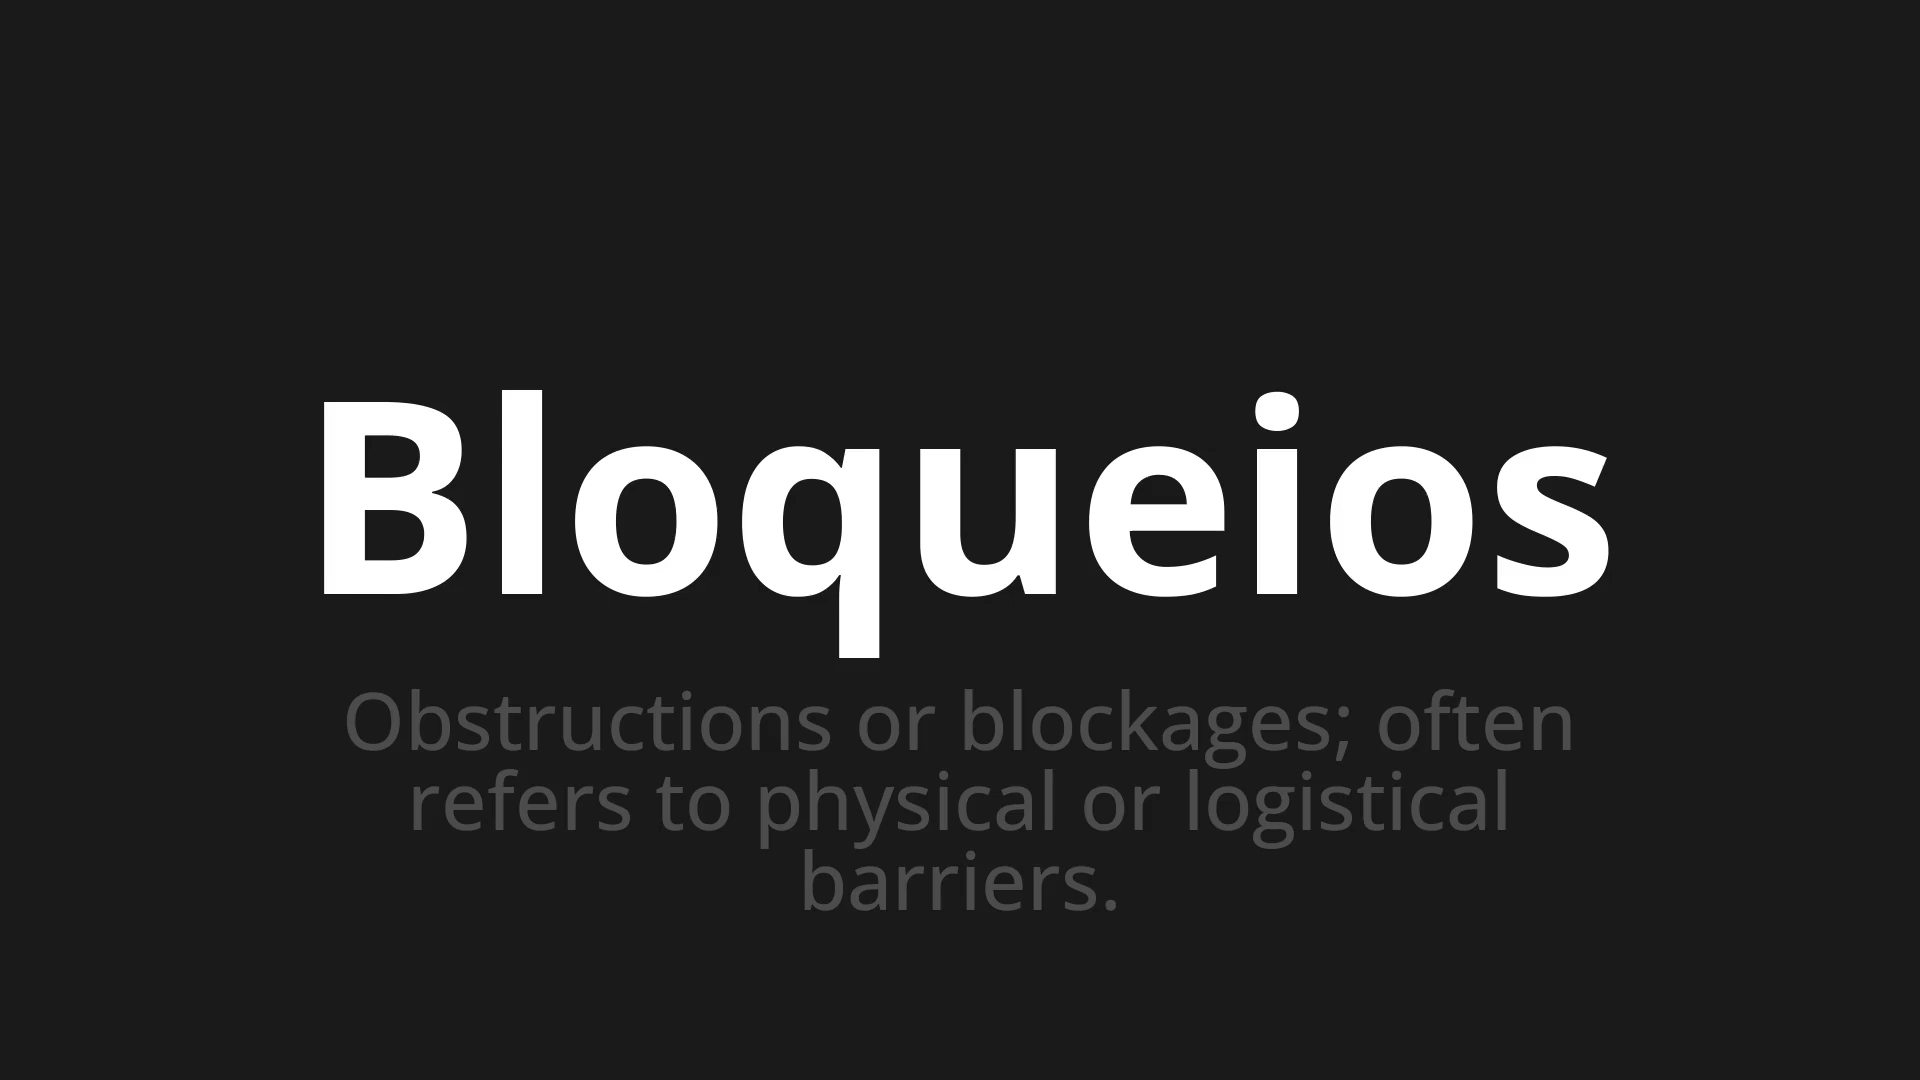 Bloqueios
Obstructions or blockages; often
refers to physical or logistical
barriers.